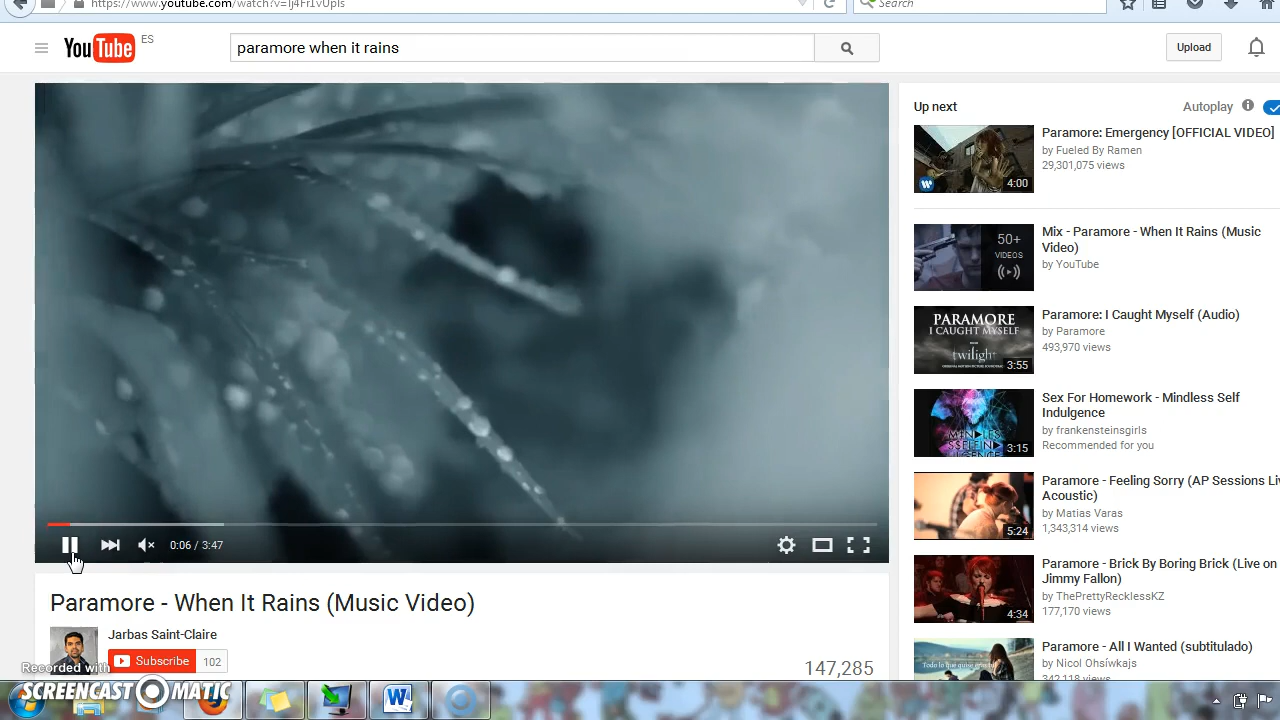 https://www.youtube.com/watch?v=
Search
YouTube ES
paramore when it rains
Upload
Up next
Autoplay
Paramore: Emergency [OFFICIAL VIDEO]
by Fueled By Ramen
29,301,075 views
4:00
Mix - Paramore - When It Rains (Music
Video)
by YouTube
50+
VIDEOS
Paramore: I Caught Myself (Audio)
by Paramore
493,970 views
PARAMORE
I CAUGHT MYSELF
twilight
3:55
Sex For Homework - Mindless Self
Indulgence
by frankensteinsgirls
Recommended for you
3:15
Paramore - Feeling Sorry (AP Sessions Li
Acoustic)
by Matias Varas
1,343,314 views
5:24
Paramore - Brick By Boring Brick (Live on
Jimmy Fallon)
by ThePrettyRecklessKZ
177,170 views
4:34
Paramore - All I Wanted (subtitulado)
by Nicol Ohsiwkajs
342,118 views
0:06 / 3:47
Paramore - When It Rains (Music Video)
Jarbas Saint-Claire
Subscribe 102
147,285
Recorded with
SCREENCAST MATIC